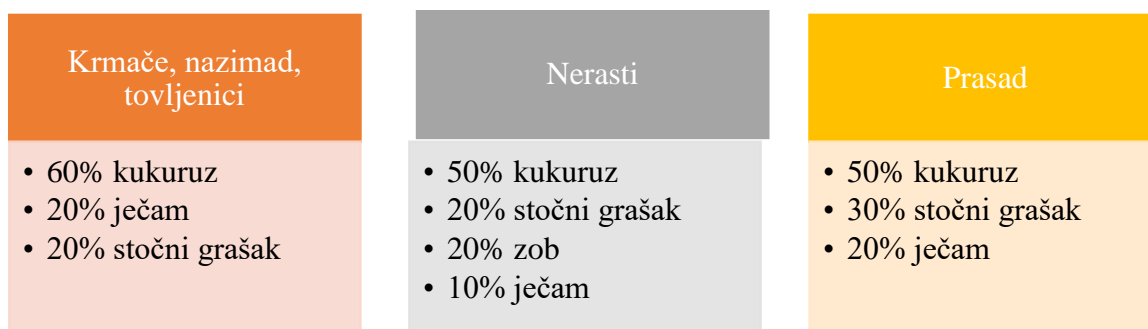 Krmače, nazimad,
tovljenici
• 60% kukuruz
• 20% ječam
• 20% stočni grašak
Nerasti
• 50% kukuruz
• 20% stočni grašak
• 20% zob
• 10% ječam
Prasad
• 50% kukuruz
• 30% stočni grašak
• 20% ječam